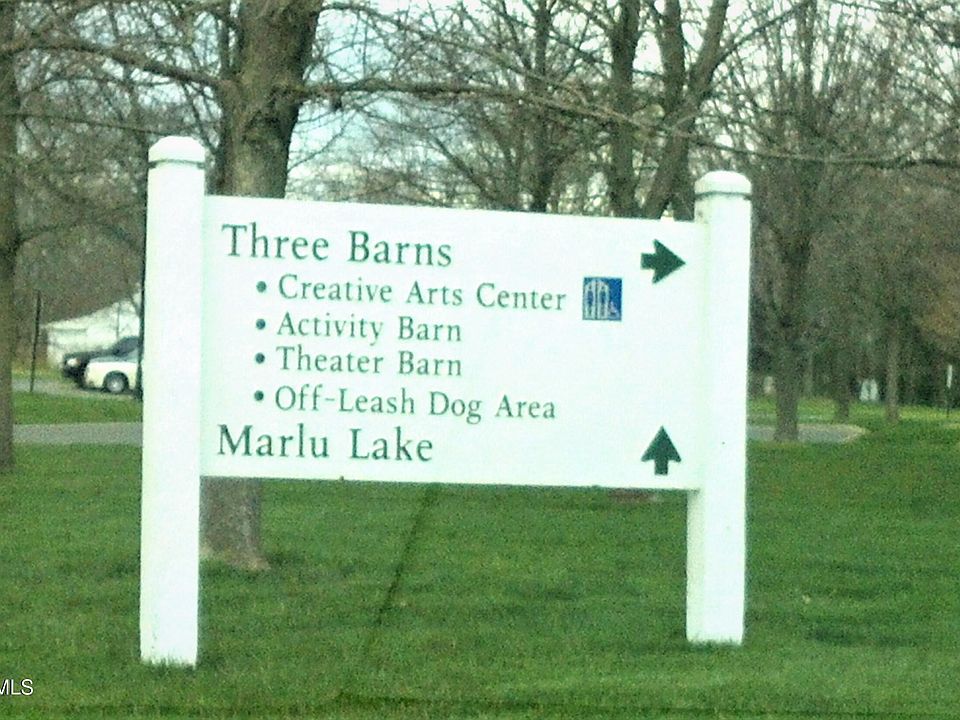 Three Barns
• Creative Arts Center
• Activity Barn
• Theater Barn
• Off-Leash Dog Area
Marlu Lake
MLS